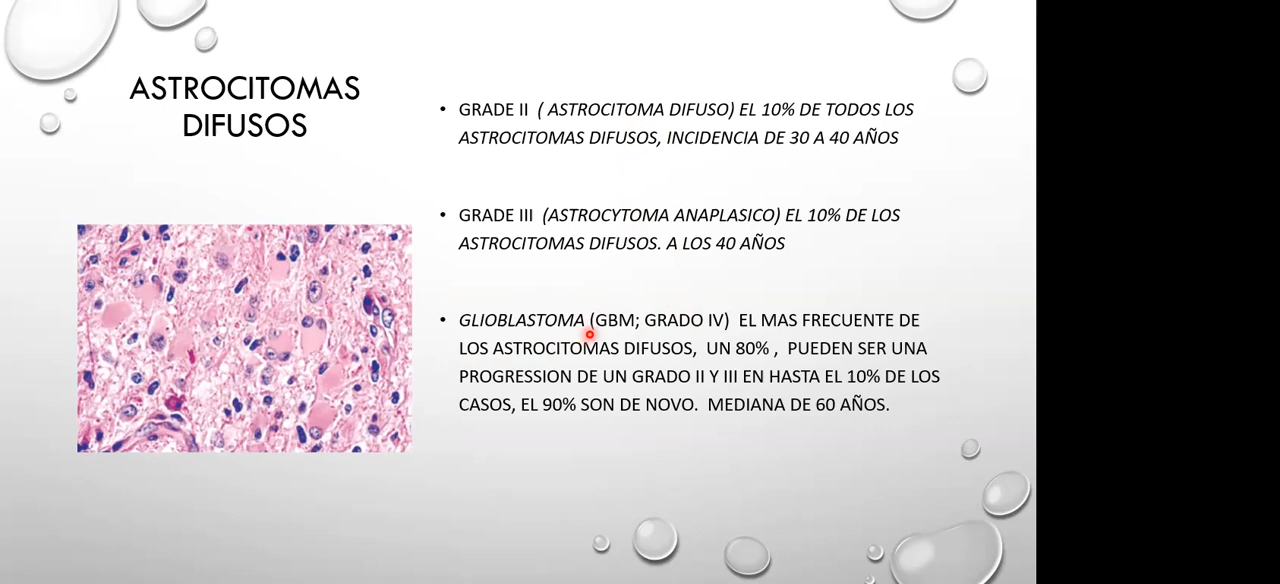 ASTROCITOMAS
DIFUSOS
• GRADE II ( ASTROCITOMA DIFUSO) EL 10% DE TODOS LOS
ASTROCITOMAS DIFUSOS, INCIDENCIA DE 30 A 40 AÑOS
• GRADE III (ASTROCYTOMA ANAPLASICO) EL 10% DE LOS
ASTROCITOMAS DIFUSOS. A LOS 40 AÑOS
• GLIOBLASTOMA (GBM; GRADO IV) EL MAS FRECUENTE DE
LOS ASTROCITOMAS DIFUSOS, UN 80% , PUEDEN SER UNA
PROGRESSION DE UN GRADO II Y III EN HASTA EL 10% DE LOS
CASOS, EL 90% SON DE NOVO. MEDIANA DE 60 AÑOS.